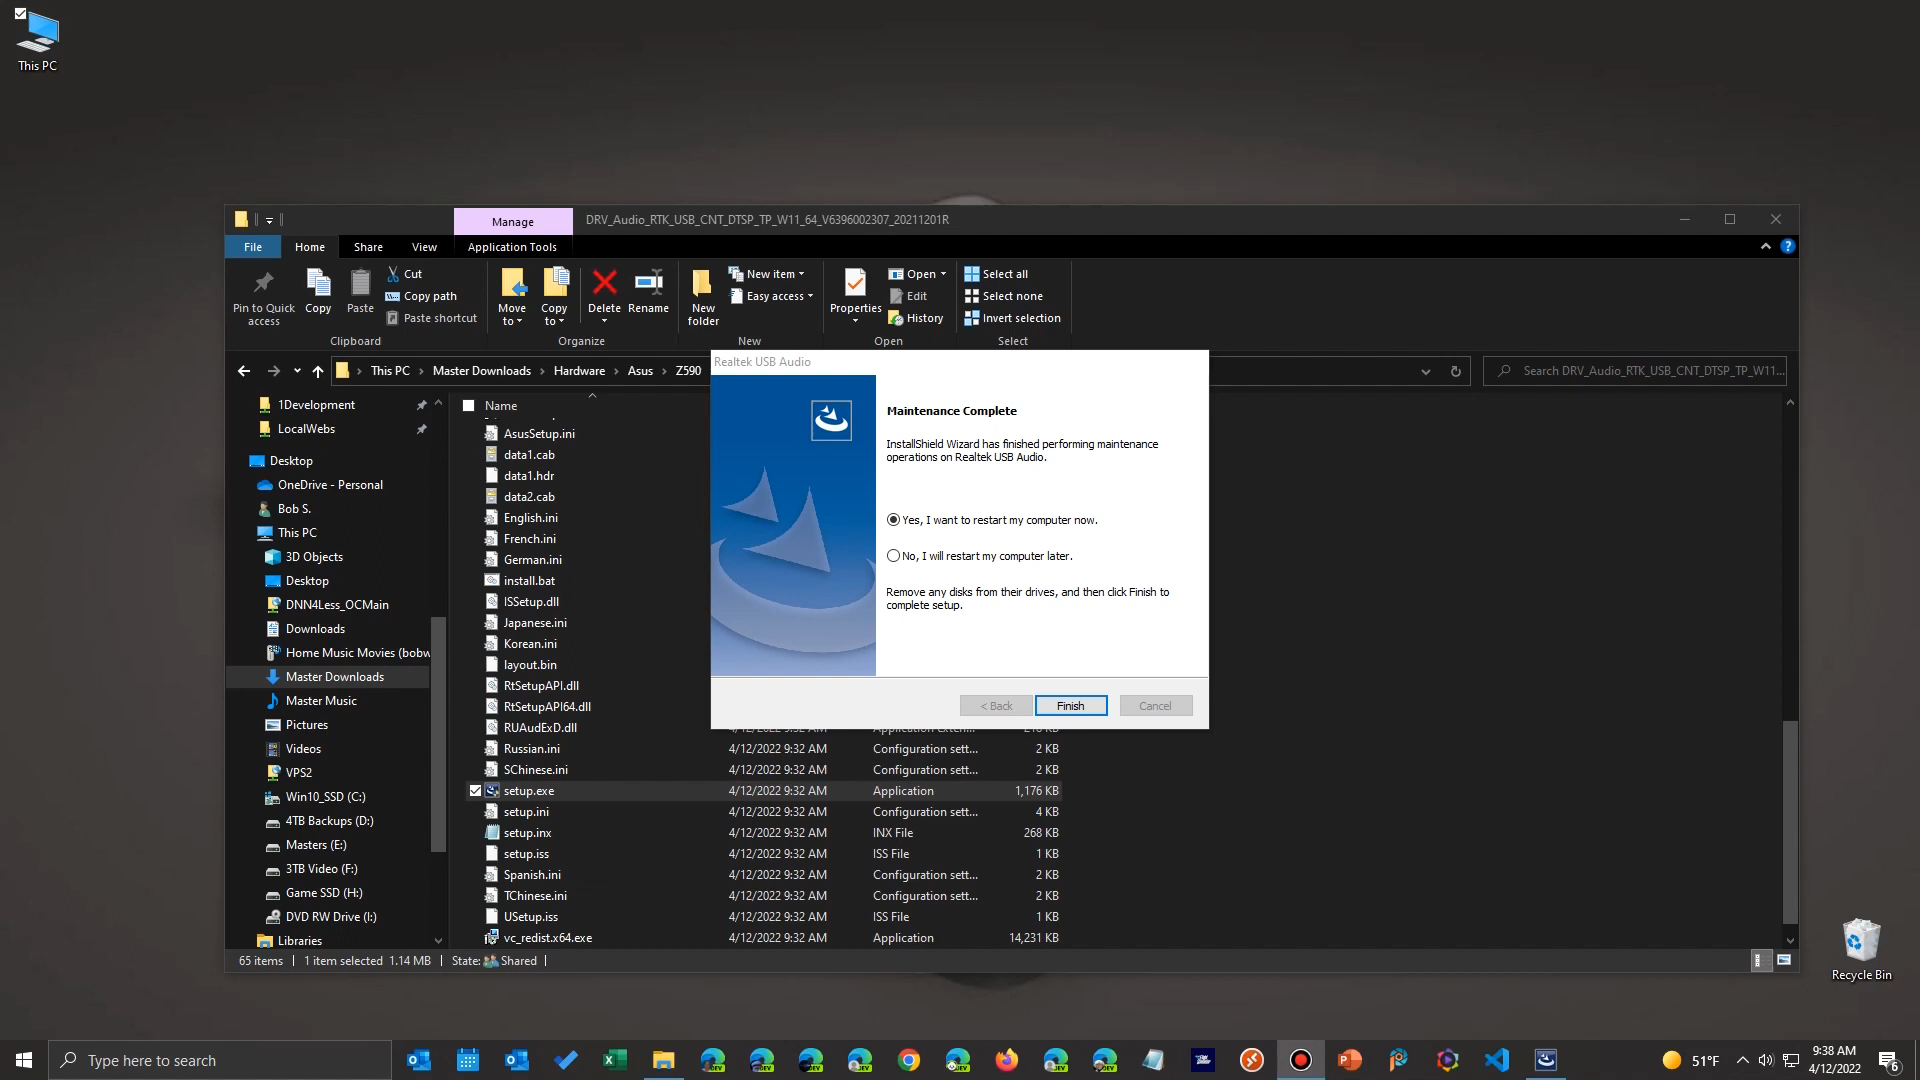 This PC
Manage
DRV_Audio_RTK_USB_CNT_DTSP_TP_W11_64_V6396002307_20211201R
File
Home
Share
View
Application Tools
Pin to Quick access
Copy
Paste
Cut
Copy path
Paste shortcut
Clipboard
Move to
Copy to
Delete
Rename
Organize
New folder
New item
Easy access
New
Properties
Open
Edit
History
Open
Select all
Select none
Invert selection
Select
This PC > Master Downloads > Hardware > Asus > Z590
Search DRV_Audio_RTK_USB_CNT_DTSP_TP_W11...
1Development
LocalWebs
Desktop
OneDrive - Personal
Bob S.
This PC
3D Objects
Desktop
DNN4Less_OCMain
Downloads
Home Music Movies (bobw
Master Downloads
Master Music
Pictures
Videos
VPS2
Win10_SSD (C:)
4TB Backups (D:)
Masters (E:)
3TB Video (F:)
Game SSD (H:)
DVD RW Drive (I:)
Libraries
Name
AsusSetup.ini
data1.cab
data1.hdr
data2.cab
English.ini
French.ini
German.ini
install.bat
ISSetup.dll
Japanese.ini
Korean.ini
layout.bin
RtSetupAPI.dll
RtSetupAPI64.dll
RUAudExD.dll
Russian.ini 4/12/2022 9:32 AM Configuration sett... 2 KB
SChinese.ini 4/12/2022 9:32 AM Configuration sett... 2 KB
setup.exe 4/12/2022 9:32 AM Application 1,176 KB
setup.ini 4/12/2022 9:32 AM Configuration sett... 4 KB
setup.inx 4/12/2022 9:32 AM INX File 268 KB
setup.iss 4/12/2022 9:32 AM ISS File 1 KB
Spanish.ini 4/12/2022 9:32 AM Configuration sett... 2 KB
TChinese.ini 4/12/2022 9:32 AM Configuration sett... 2 KB
USetup.iss 4/12/2022 9:32 AM ISS File 1 KB
vc_redist.x64.exe 4/12/2022 9:32 AM Application 14,231 KB
65 items
1 item selected 1.14 MB
State: Shared
Realtek USB Audio
Maintenance Complete
InstallShield Wizard has finished performing maintenance
operations on Realtek USB Audio.
Yes, I want to restart my computer now.
No, I will restart my computer later.
Remove any disks from their drives, and then click Finish to
complete setup.
< Back
Finish
Cancel
Recycle Bin
Type here to search
51°F
9:38 AM
4/12/2022
6